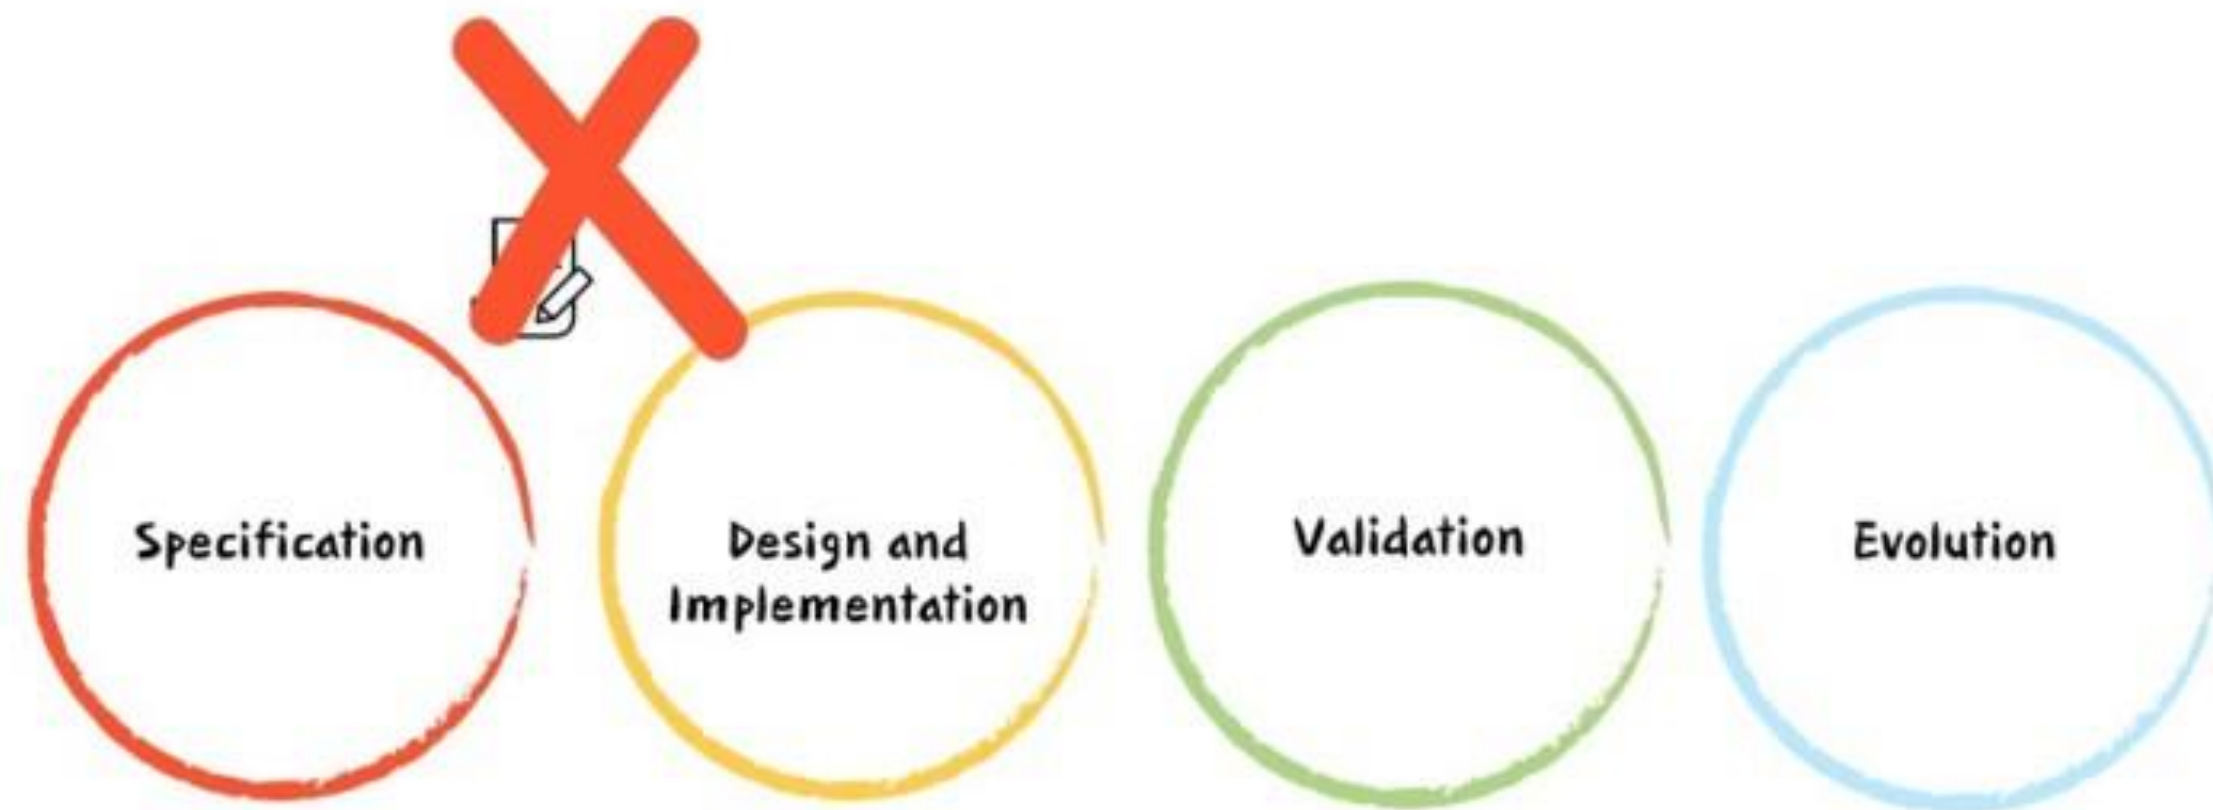 Specification
Design and
Implementation
Validation
Evolution